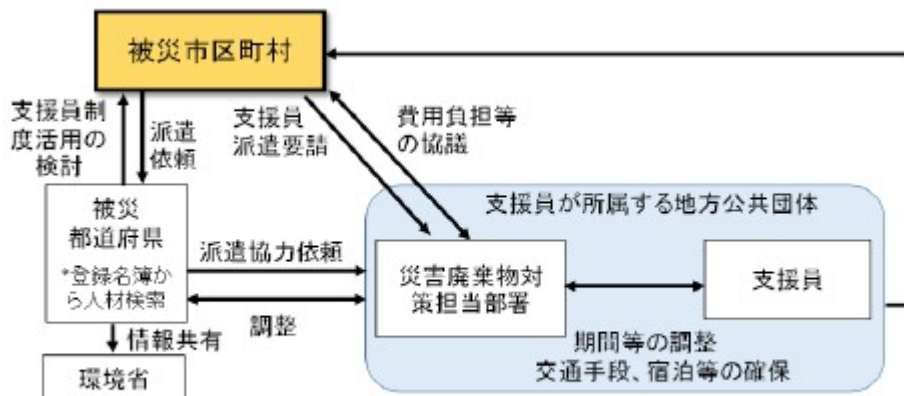 被災市区町村
支援員制
度活用の
検討
派遣
依頼
支援員
派遣要請
費用負担等
の協議
被災
都道府県
*登録名簿か
ら人材検索
派遣協力依頼
調整
情報共有
環境省
支援員が所属する地方公共団体
災害廃棄物対
策担当部署
支援員
期間等の調整
交通手段、宿泊等の確保